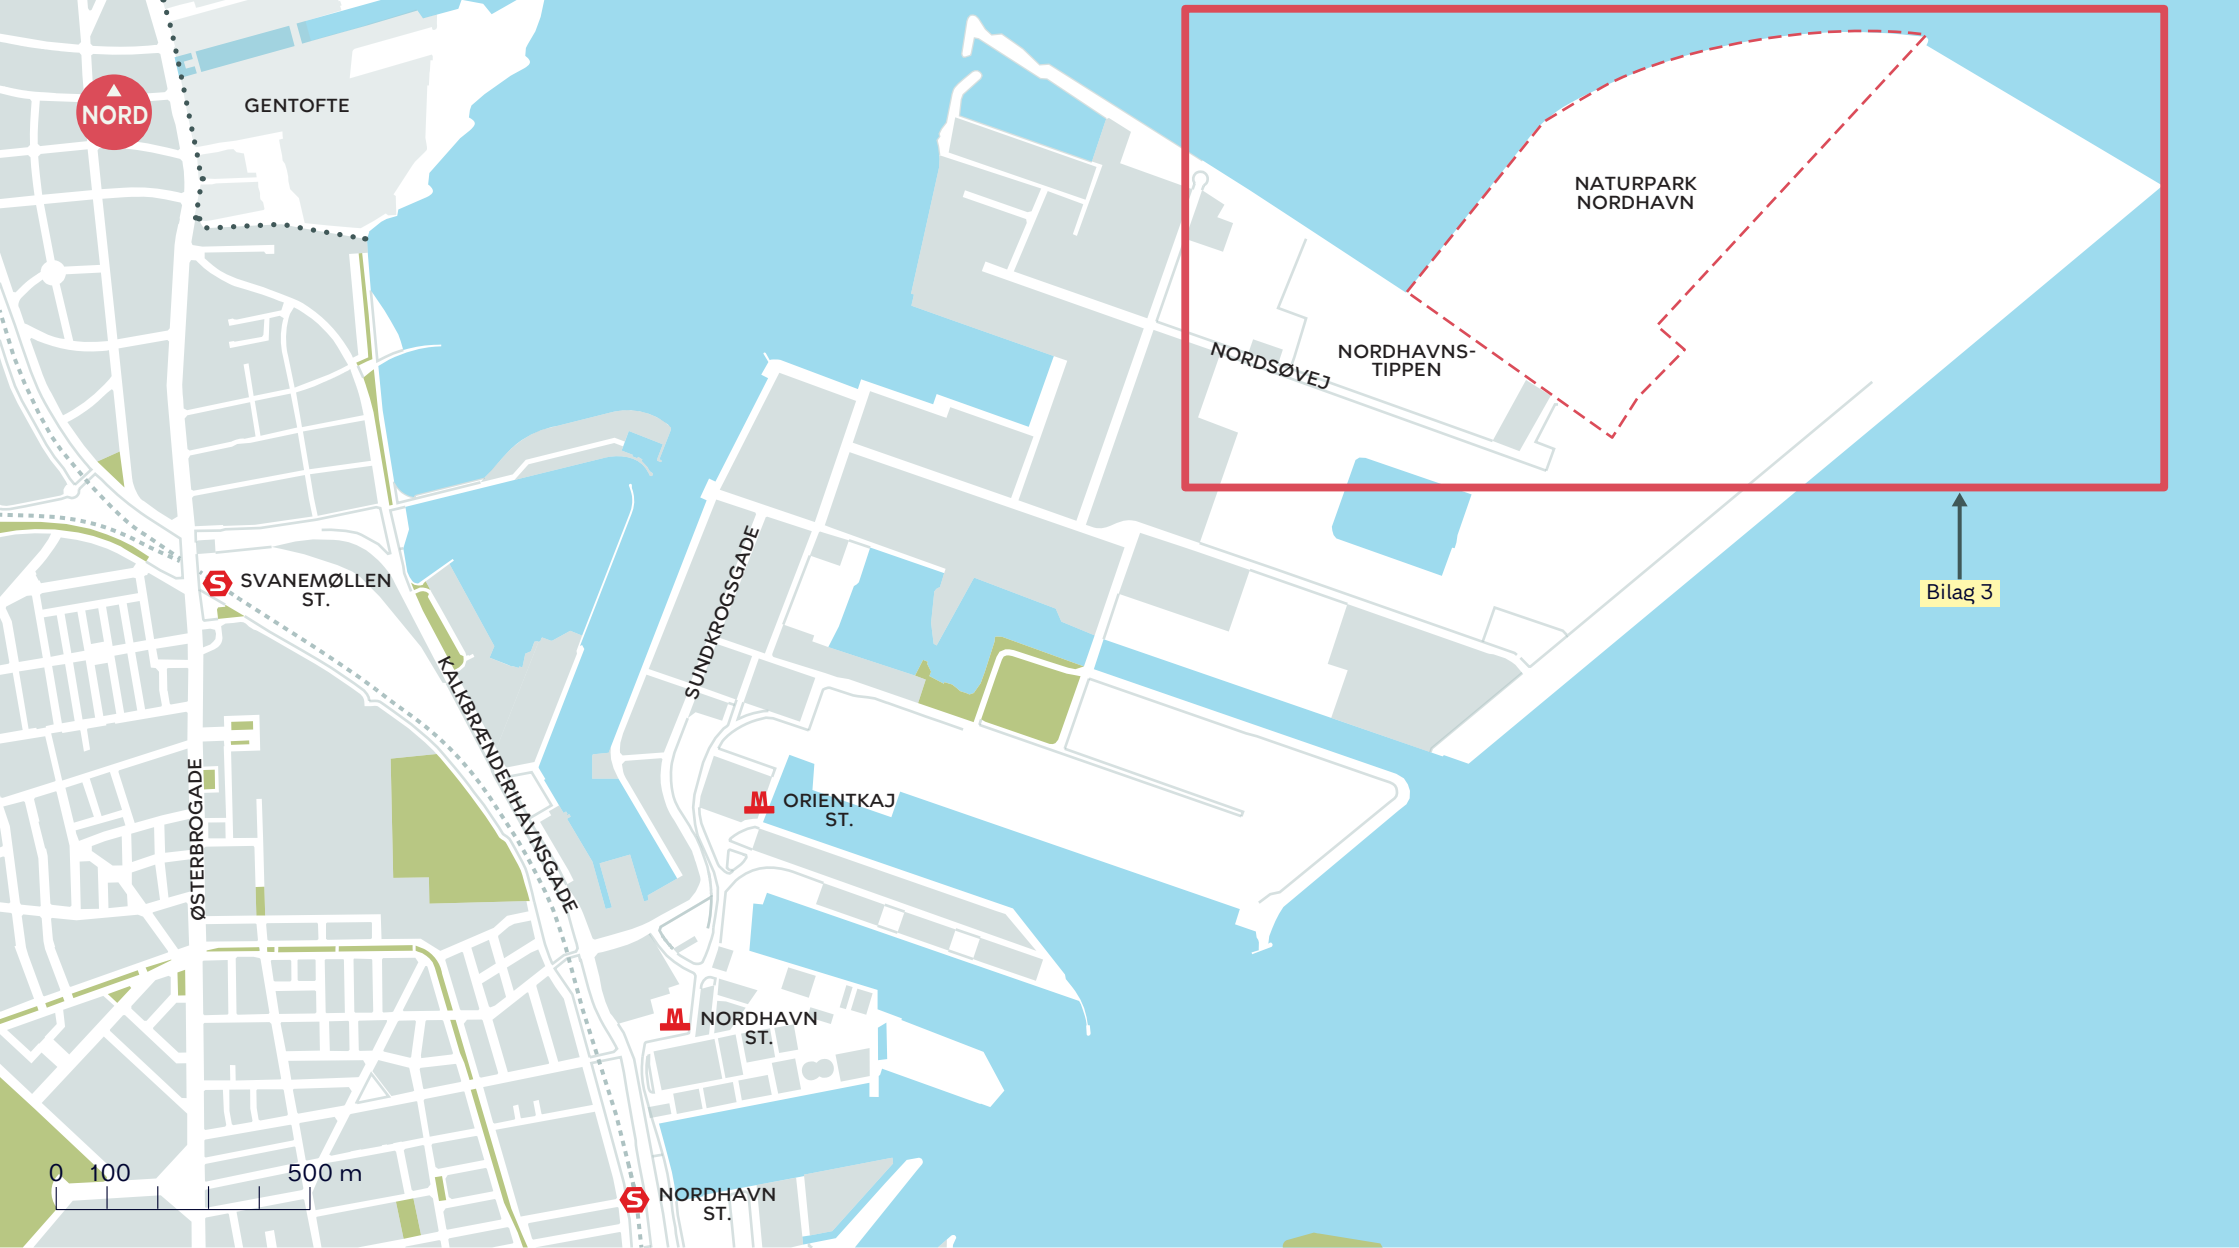 GENTOFTE
NORD
NATURPARK
NORDHAVN
NORDSØVEJ
NORDHAVNS-
TIPPEN
Bilag 3
S SVANEMØLLEN
ST.
SUNDKROGSGADE
KALKBRÆNDERIHAVNSGADE
ØSTERBROGADE
M ORIENTKAJ
ST.
M NORDHAVN
ST.
0 100 500 m
S NORDHAVN
ST.